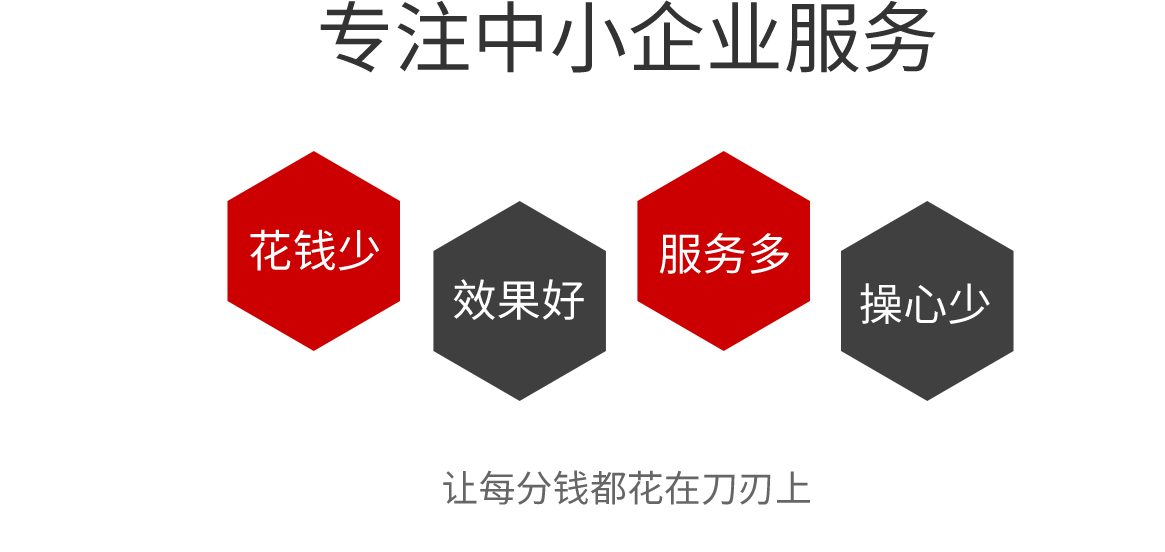 专注中小企业服务
花钱少
效果好
服务多
操心少
让每分钱都花在刀刃上